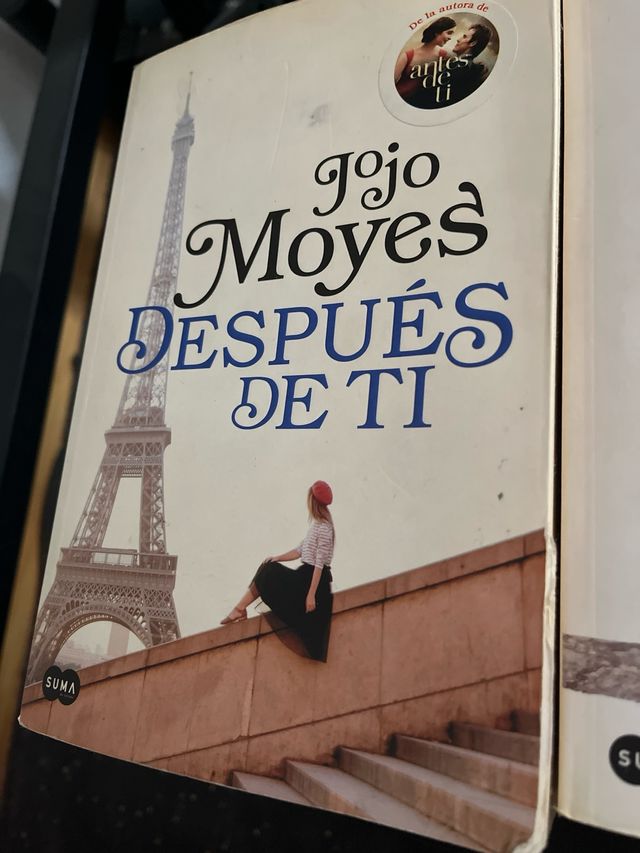 De la autora de
antes
de
ti
Jojo
Moyes
DESPUÉS
DE TI
SUMA
SU